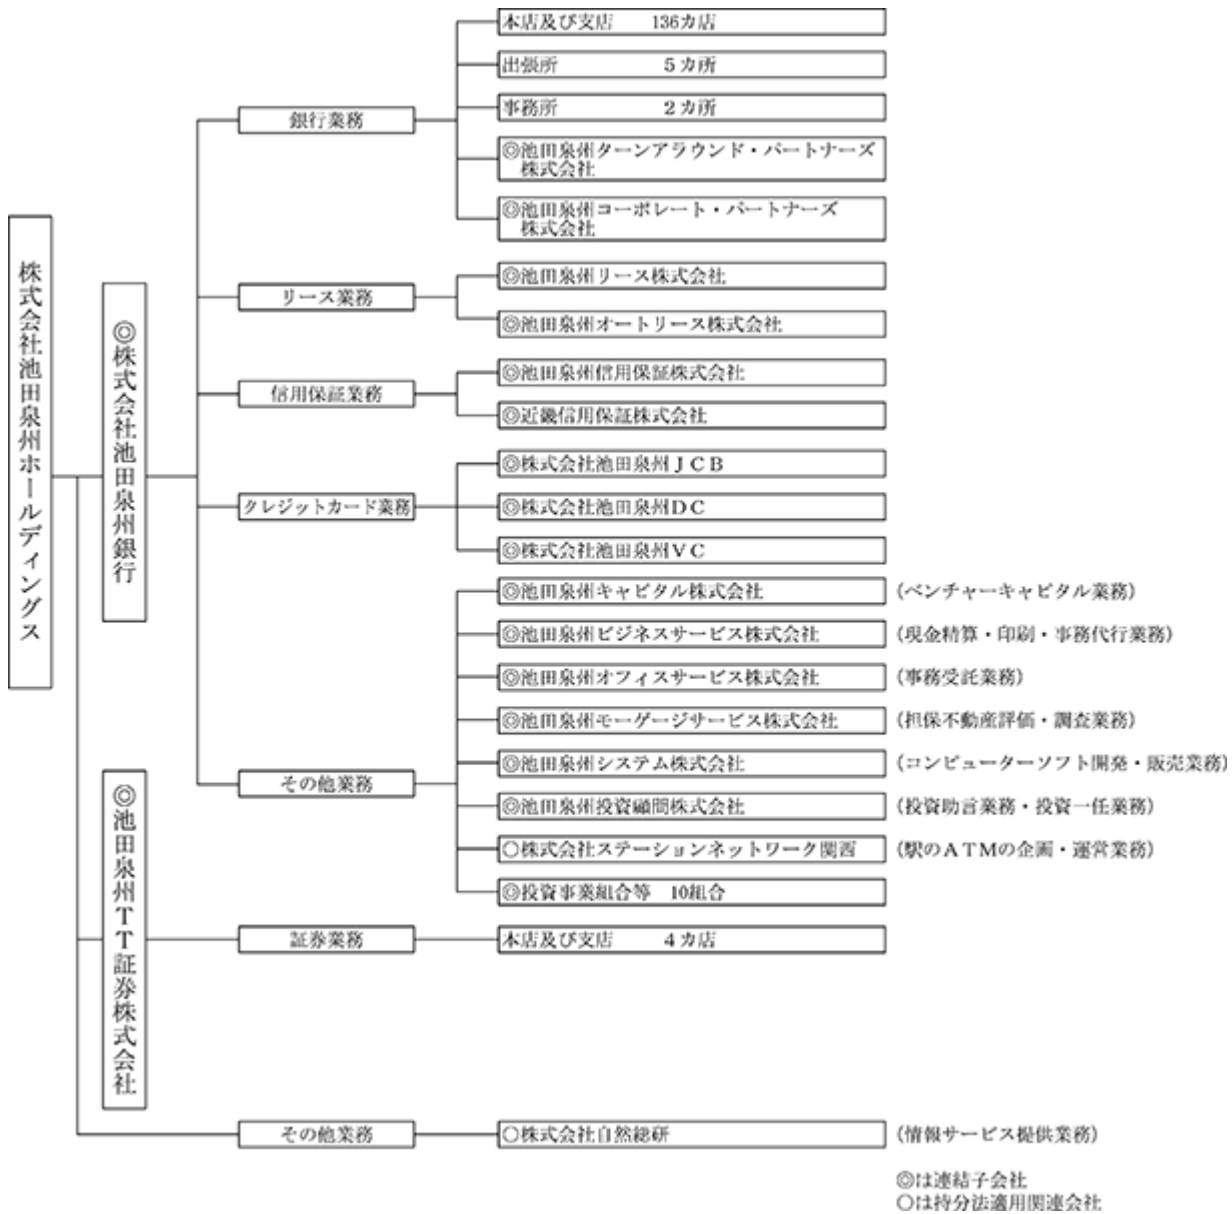 株式会社池田泉州ホールディングス
◎株式会社池田泉州銀行
銀行業務
本店及び支店 136カ店
出張所 5カ所
事務所 2カ所
◎池田泉州ターンアラウンド・パートナーズ
株式会社
◎池田泉州コーポレート・パートナーズ
株式会社
リース業務
◎池田泉州リース株式会社
◎池田泉州オートリース株式会社
信用保証業務
◎池田泉州信用保証株式会社
◎近畿信用保証株式会社
クレジットカード業務
◎株式会社池田泉州JCB
◎株式会社池田泉州DC
◎株式会社池田泉州VC
その他業務
◎池田泉州キャピタル株式会社 (ベンチャーキャピタル業務)
◎池田泉州ビジネスサービス株式会社 (現金精算・印刷・事務代行業務)
◎池田泉州オフィスサービス株式会社 (事務受託業務)
◎池田泉州モーゲージサービス株式会社 (担保不動産評価・調査業務)
◎池田泉州システム株式会社 (コンピューターソフト開発・販売業務)
◎池田泉州投資顧問株式会社 (投資助言業務・投資一任業務)
○株式会社ステーションネットワーク関西 (駅のATMの企画・運営業務)
◎投資事業組合等 10組合
◎池田泉州TT証券株式会社
証券業務
本店及び支店 4カ店
その他業務
○株式会社自然総研 (情報サービス提供業務)
◎は連結子会社
○は持分法適用関連会社